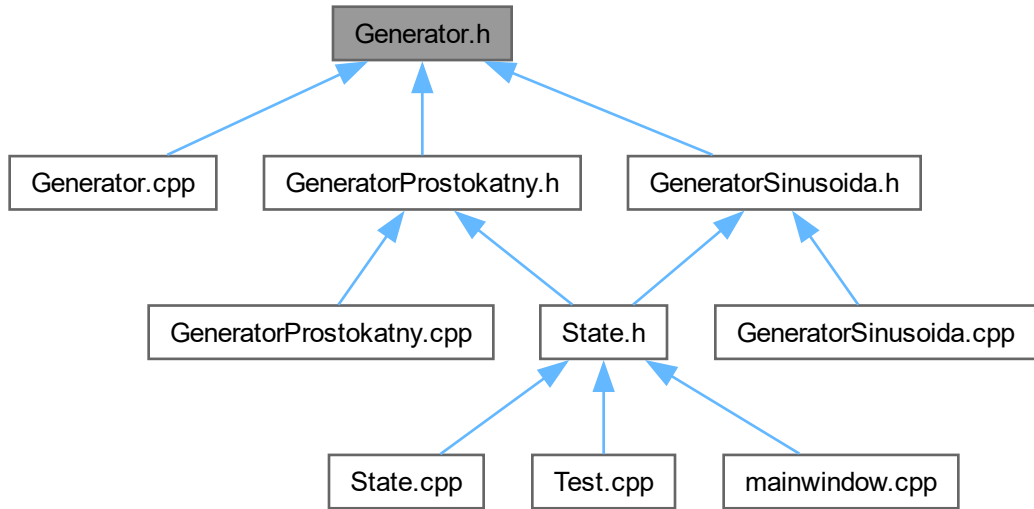 Generator.h
Generator.cpp
GeneratorProstokatny.h
GeneratorSinusoida.h
GeneratorProstokatny.cpp
State.h
GeneratorSinusoida.cpp
State.cpp
Test.cpp
mainwindow.cpp